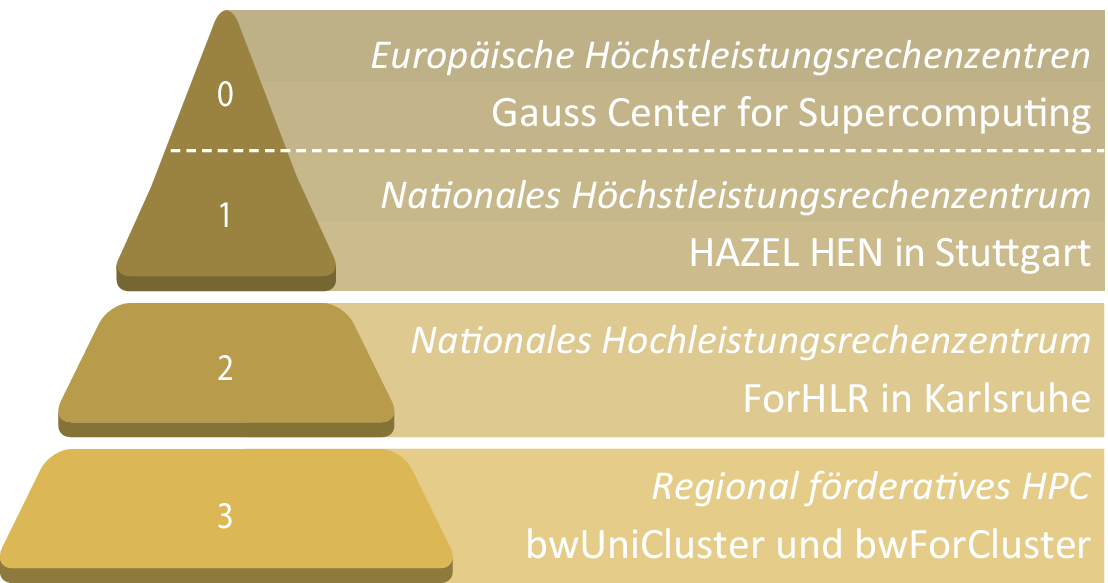 0
Europäische Höchstleistungsrechenzentren
Gauss Center for Supercomputing
1
Nationales Höchstleistungsrechenzentrum
HAZEL HEN in Stuttgart
2
Nationales Hochleistungsrechenzentrum
ForHLR in Karlsruhe
3
Regional förderatives HPC
bwUniCluster und bwForCluster